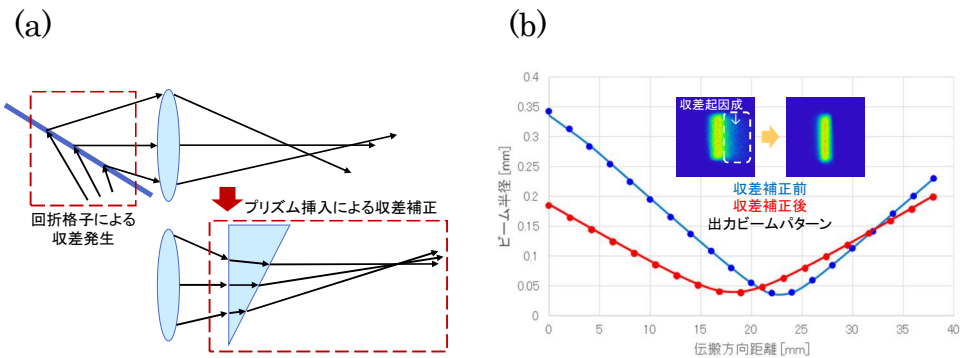 (a)
回折格子による
収差発生
プリズム挿入による収差補正
(b)
ビーム半径[mm]
0.4
0.35
0.3
0.25
0.2
0.15
0.1
0.05
0
0
5
10
15
20
25
30
35
40
伝搬方向距離[mm]
収差起因成
↓
収差補正前
収差補正後
出力ビームパターン